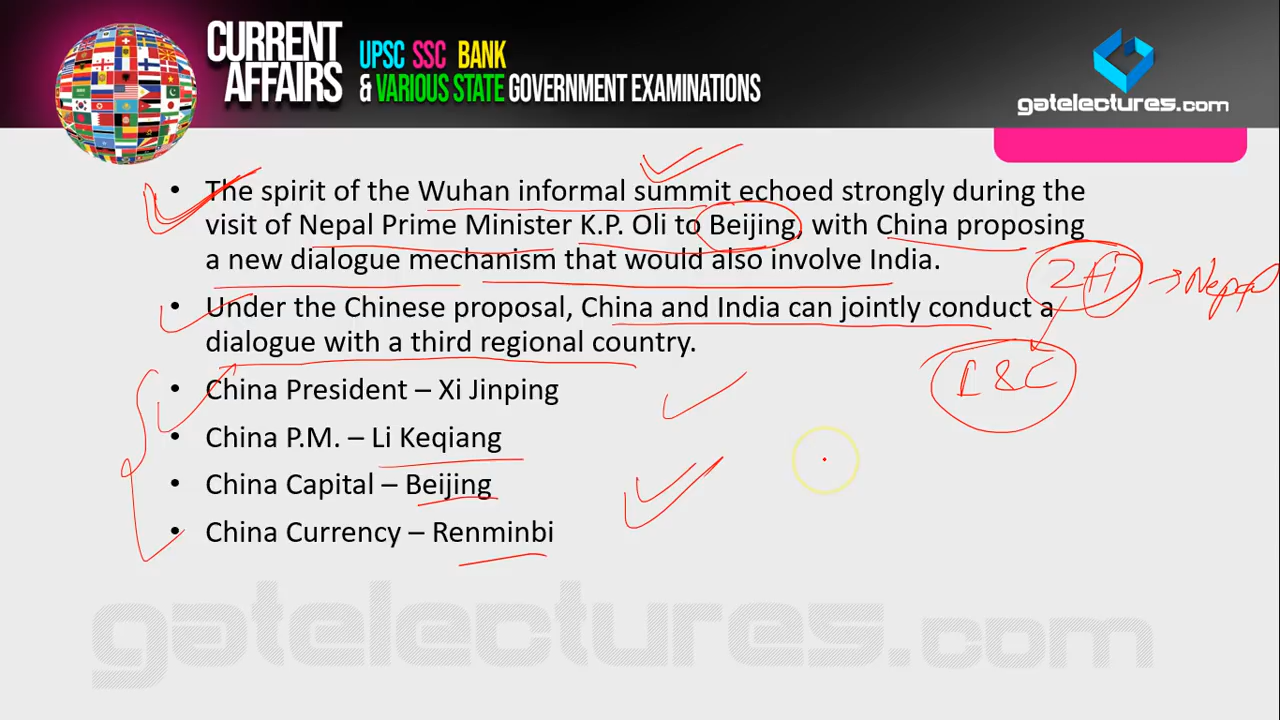 CURRENT
AFFAIRS
UPSC SSC BANK
& VARIOUS STATE GOVERNMENT EXAMINATIONS
gatelectures.com
• The spirit of the Wuhan informal summit echoed strongly during the
visit of Nepal Prime Minister K.P. Oli to Beijing, with China proposing
a new dialogue mechanism that would also involve India.
2+1 → Nepal
• Under the Chinese proposal, China and India can jointly conduct a
dialogue with a third regional country.
I & C
• China President – Xi Jinping
• China P.M. – Li Keqiang
• China Capital – Beijing
• China Currency – Renminbi
gatelectures.com